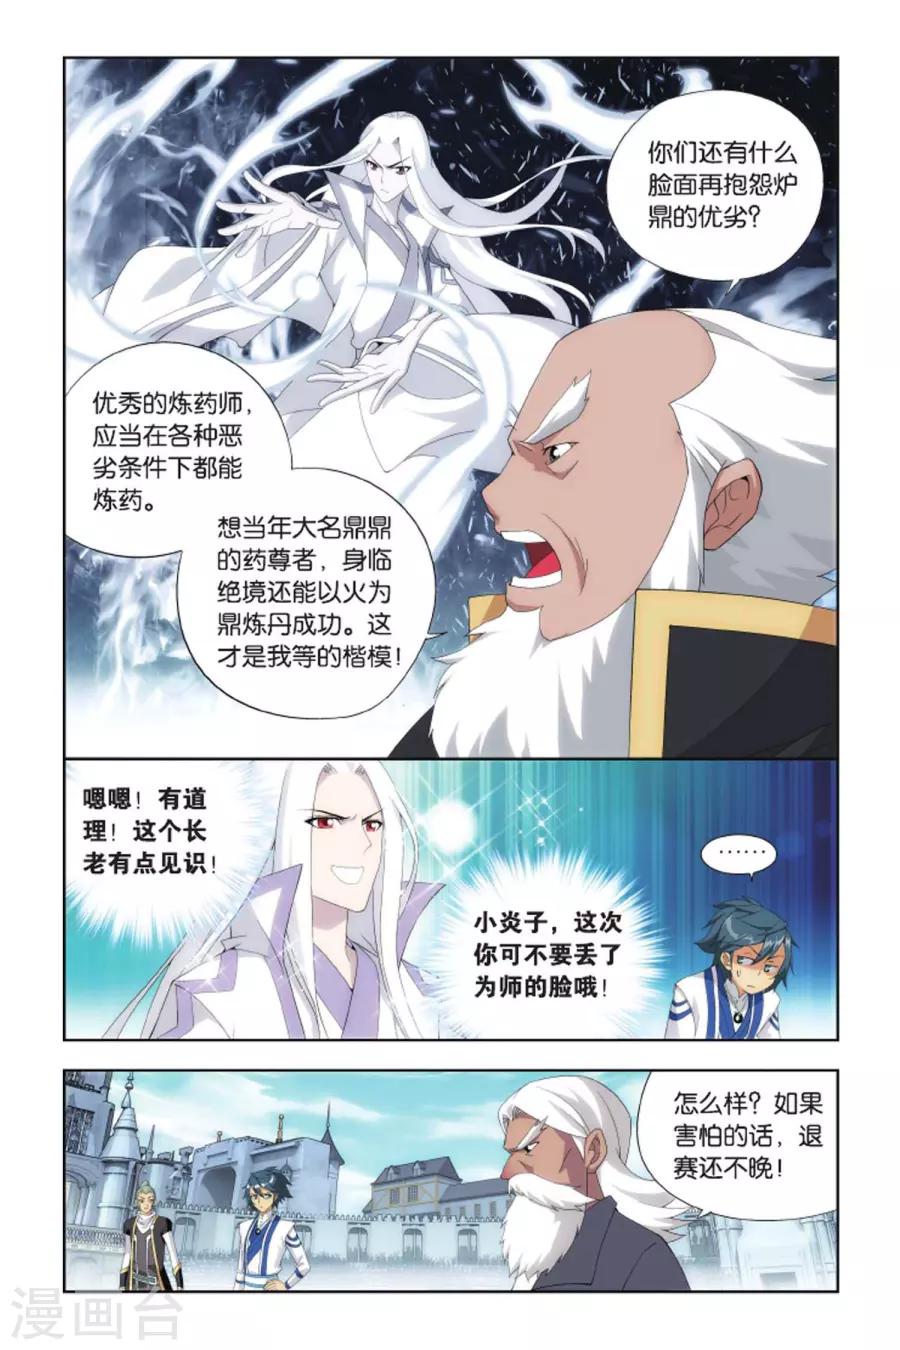 你们还有什么
脸面再抱怨炉
鼎的优劣？
优秀的炼药师，
应当在各种恶
劣条件下都能
炼药。
想当年大名鼎鼎
的药尊者，身临
绝境还能以火为
鼎炼丹成功。这
才是我等的楷模！
嗯嗯！有道
理！这个长
老有点见识！
小炎子，这次
你可不要丢了
为师的脸哦！
……
怎么样？如果
害怕的话，退
赛还不晚！
漫画台